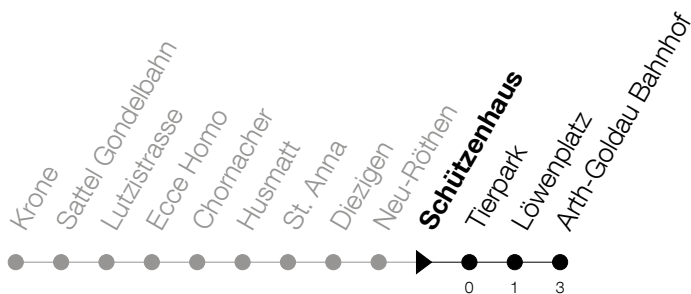 Krone
Sattel Gondelbahn
Lutzistrasse
Ecce Homo
Chornacher
Husmatt
St. Anna
Diezigen
Neu-Röthen
Schützenhaus
Tierpark
Löwenplatz
Arth-Goldau Bahnhof
0 1 3